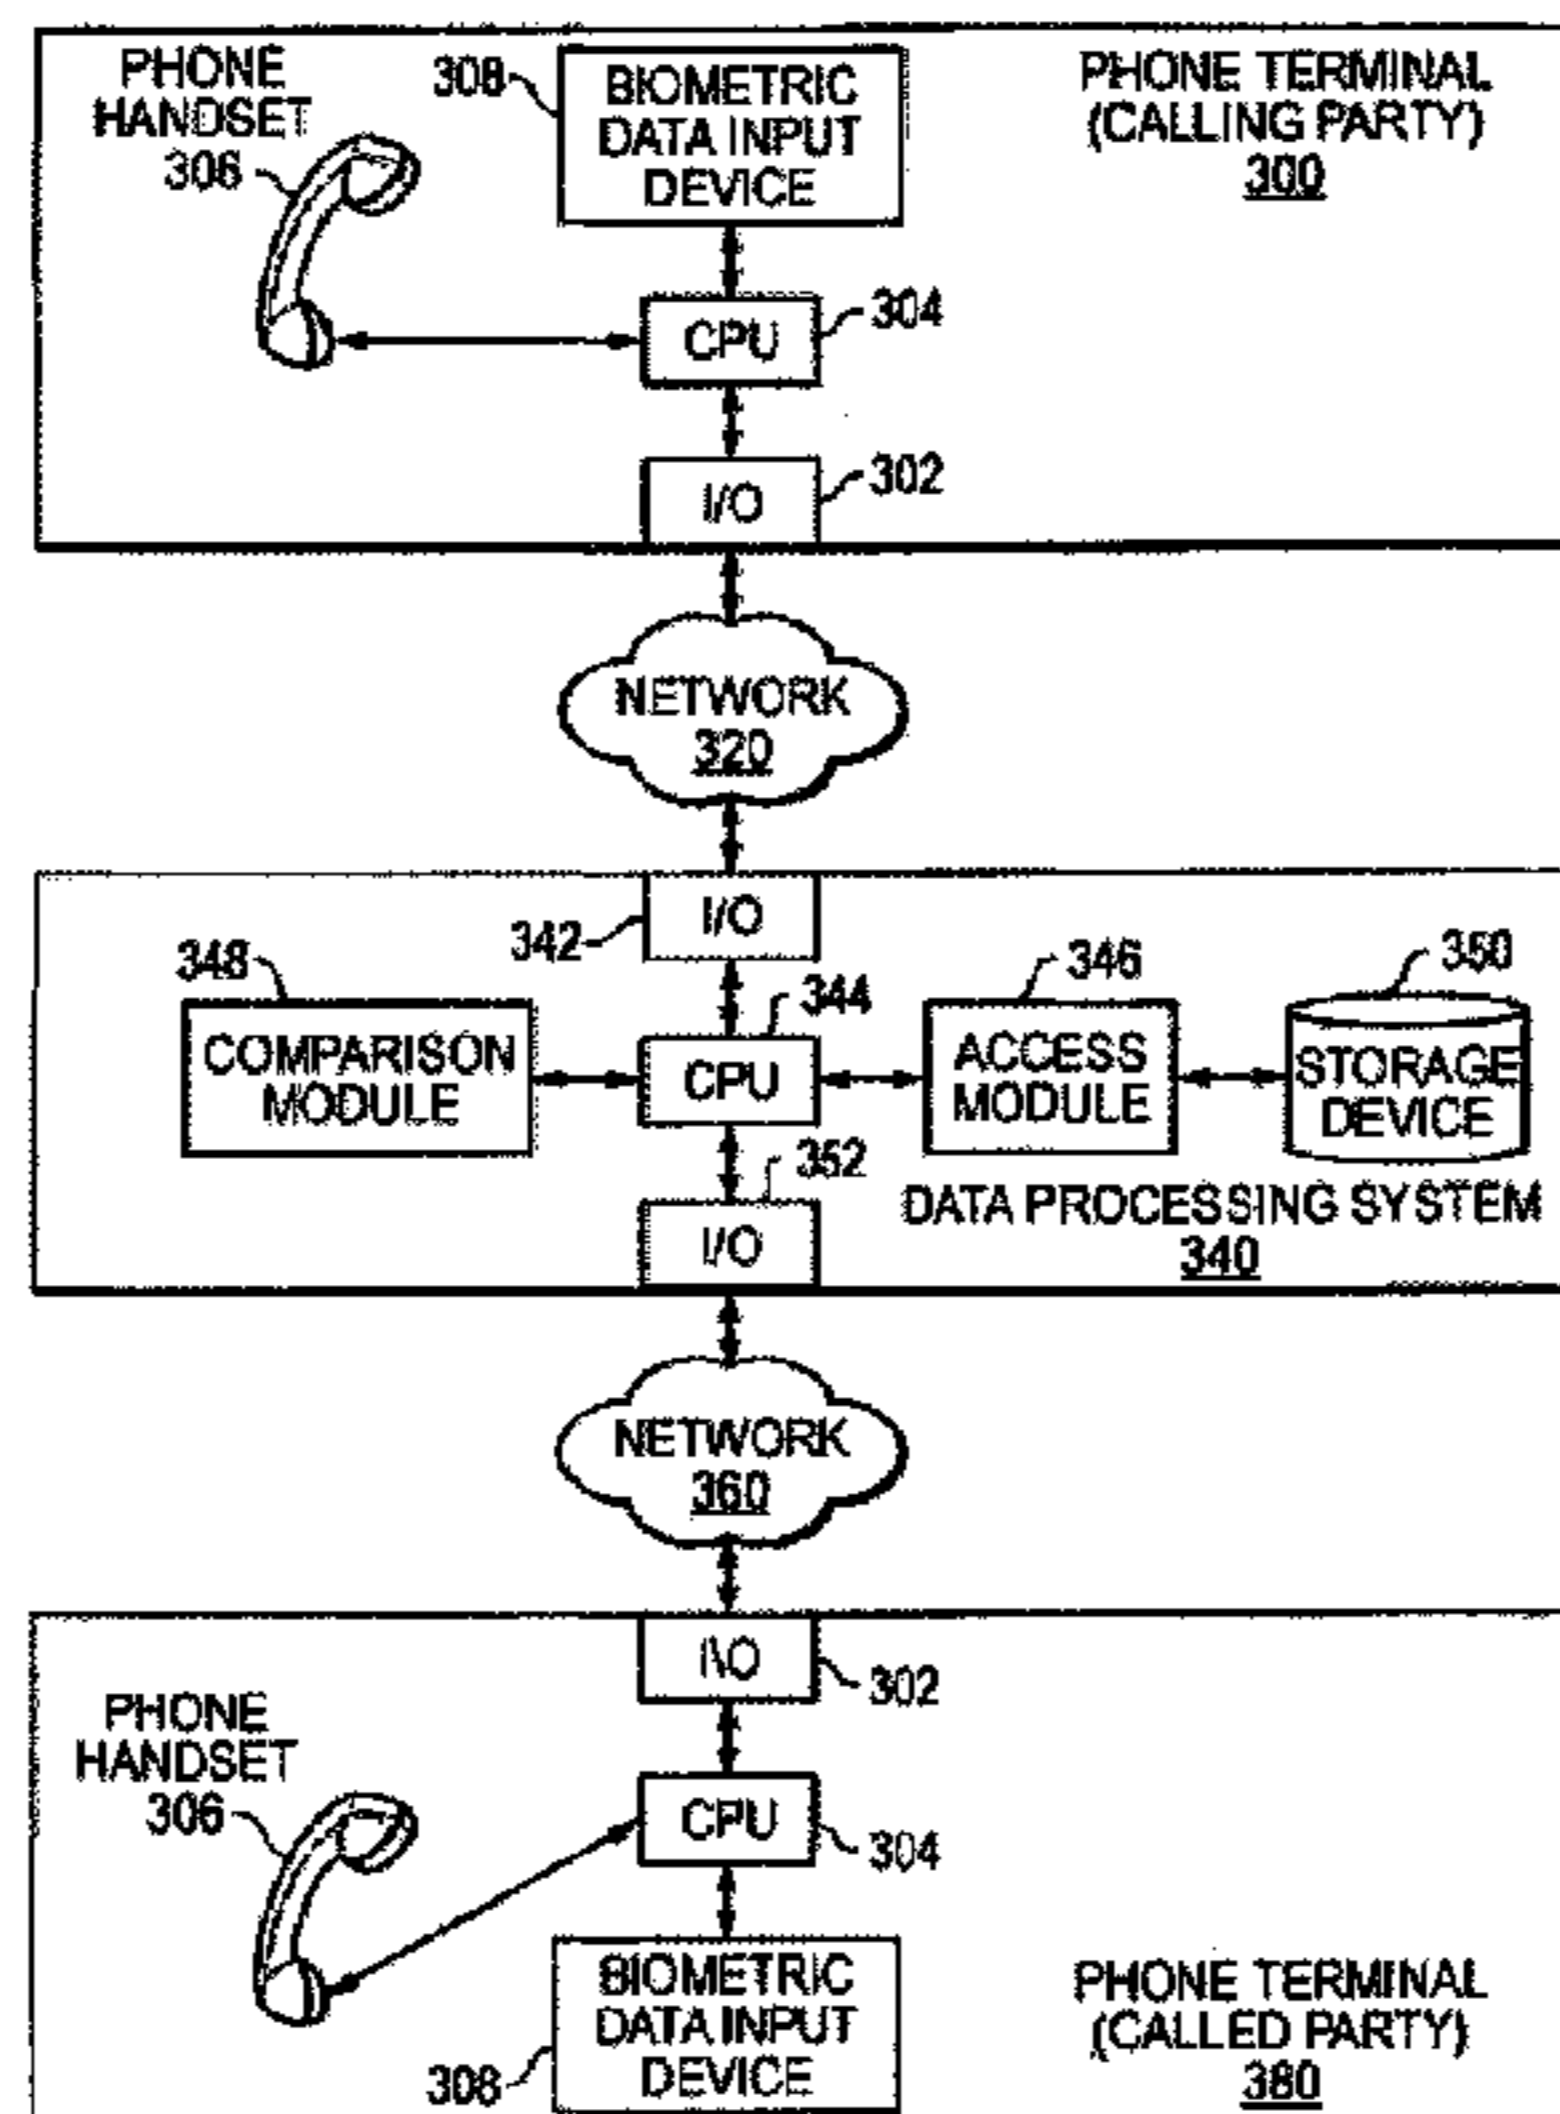 PHONE
HANDSET
306
308
BIOMETRIC
DATA INPUT
DEVICE
PHONE TERMINAL
(CALLING PARTY)
300
CPU
304
I/O
302
NETWORK
320
I/O
342
348
COMPARISON
MODULE
344
CPU
346
ACCESS
MODULE
350
STORAGE
DEVICE
352
I/O
DATA PROCESSING SYSTEM
340
NETWORK
360
I\O
302
PHONE
HANDSET
306
CPU
304
BIOMETRIC
DATA INPUT
DEVICE
308
PHONE TERMINAL
(CALLED PARTY)
380